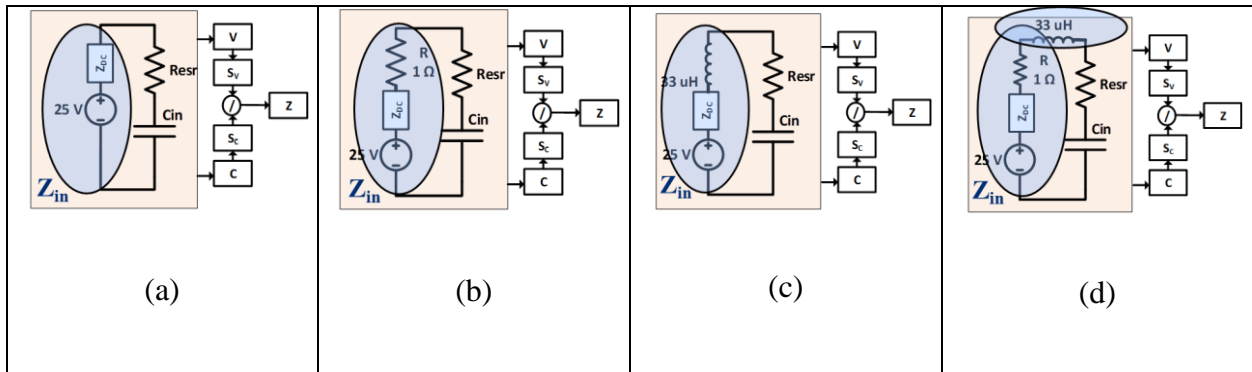 Z_DC
25 V
Resr
Cin
Z_in
V
S_V
/
S_C
C
Z
(a)
R
1 Ω
Z_DC
25 V
Resr
Cin
Z_in
V
S_V
/
S_C
C
Z
(b)
33 uH
Z_DC
25 V
Resr
Cin
Z_in
V
S_V
/
S_C
C
Z
(c)
33 uH
R
1 Ω
Z_DC
25 V
Resr
Cin
Z_in
V
S_V
/
S_C
C
Z
(d)